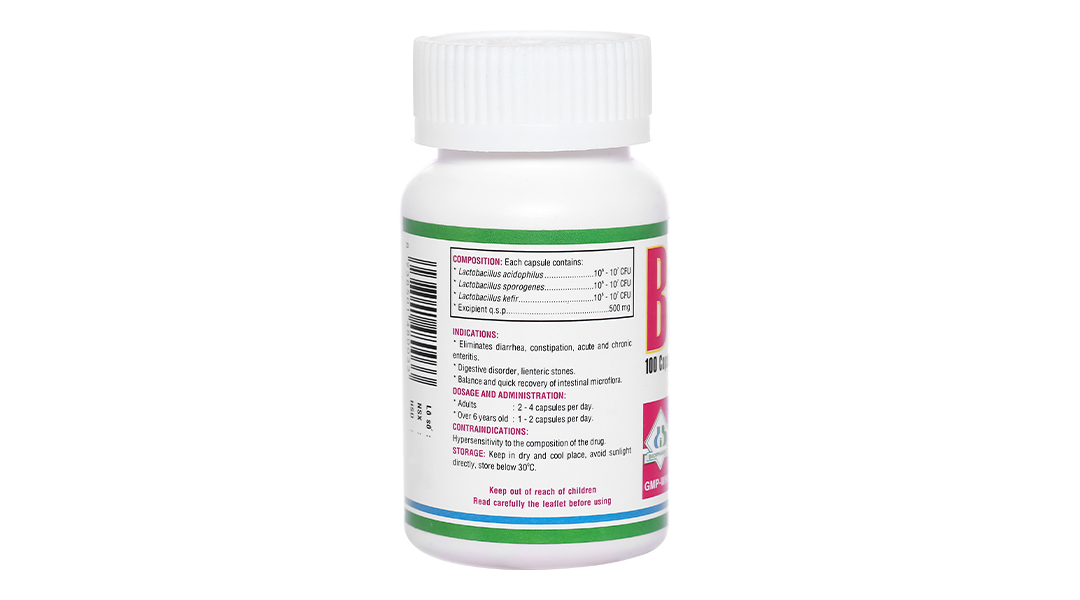 COMPOSITION: Each capsule contains:
* Lactobacillus acidophilus.....................10⁶ - 10⁷ CFU
* Lactobacillus sporogenes.....................10⁶ - 10⁷ CFU
* Lactobacillus kefir................................10⁶ - 10⁷ CFU
* Excipient q.s.p...........................................500 mg
INDICATIONS:
* Eliminates diarrhea, constipation, acute and chronic
enteritis.
* Digestive disorder, lienteric stones.
* Balance and quick recovery of intestinal microflora.
DOSAGE AND ADMINISTRATION:
* Adults : 2 - 4 capsules per day.
* Over 6 years old : 1 - 2 capsules per day.
CONTRAINDICATIONS:
Hypersensitivity to the composition of the drug.
STORAGE: Keep in dry and cool place, avoid sunlight
directly, store below 30°C.
Keep out of reach of children
Read carefully the leaflet before using
Lô số :
NSX :
HSD :
B
100 Cap
GMP-W